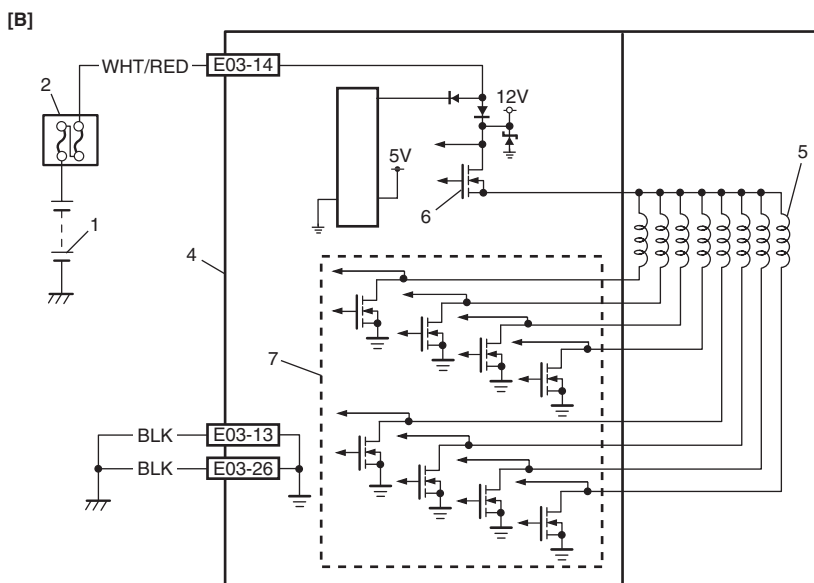 [B]
WHT/RED
E03-14
2
12V
5V
5
6
1
4
7
BLK
E03-13
BLK
E03-26